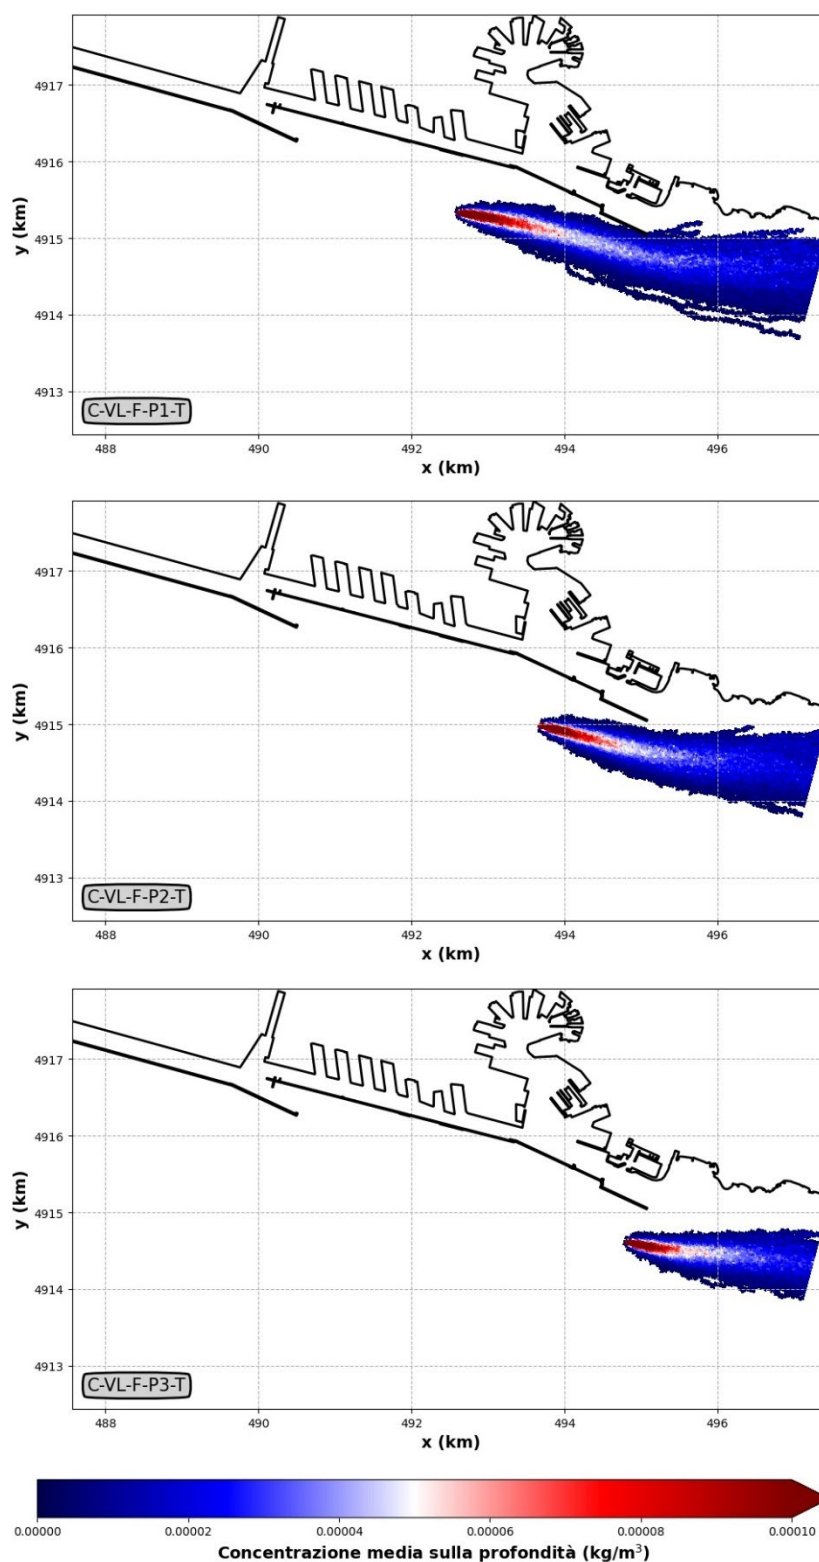 4917
4916
4915
4914
4913
y (km)
C-VL-F-P1-T
488 490 492 494 496
x (km)
4917
4916
4915
4914
4913
y (km)
C-VL-F-P2-T
488 490 492 494 496
x (km)
4917
4916
4915
4914
4913
y (km)
C-VL-F-P3-T
488 490 492 494 496
x (km)
0.00000 0.00002 0.00004 0.00006 0.00008 0.00010
Concentrazione media sulla profondità (kg/m³)